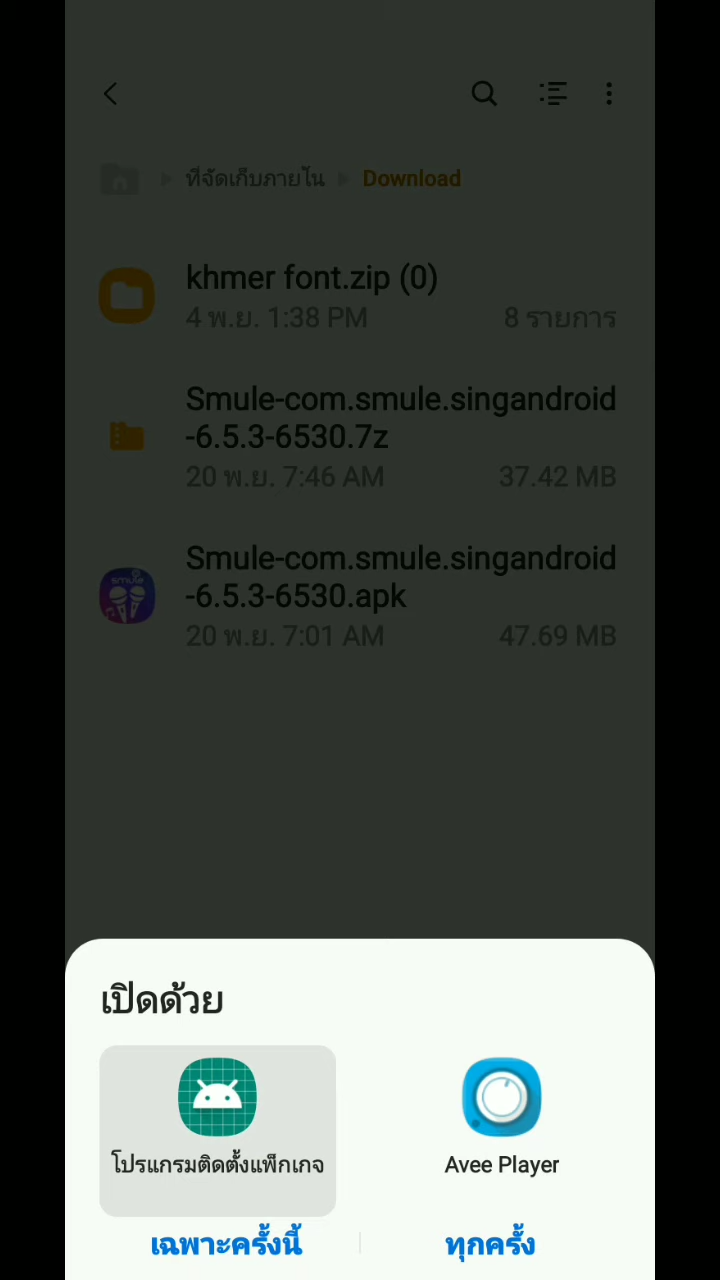 ที่จัดเก็บภายใน
Download
khmer font.zip (0)
4 พ.ย. 1:38 PM
8 รายการ
Smule-com.smule.singandroid
-6.5.3-6530.7z
20 พ.ย. 7:46 AM
37.42 MB
smule
Smule-com.smule.singandroid
-6.5.3-6530.apk
20 พ.ย. 7:01 AM
47.69 MB
เปิดด้วย
โปรแกรมติดตั้งแพ็กเกจ
Avee Player
เฉพาะครั้งนี้
ทุกครั้ง